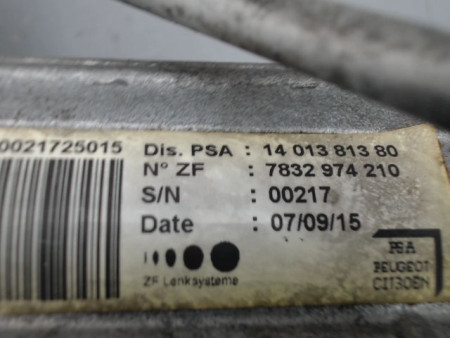 0021725015
Dis. PSA : 14 013 813 80
N° ZF : 7832 974 210
S/N : 00217
Date : 07/09/15
ZF Lenksysteme
PSA
PEUGEOT
CITROËN